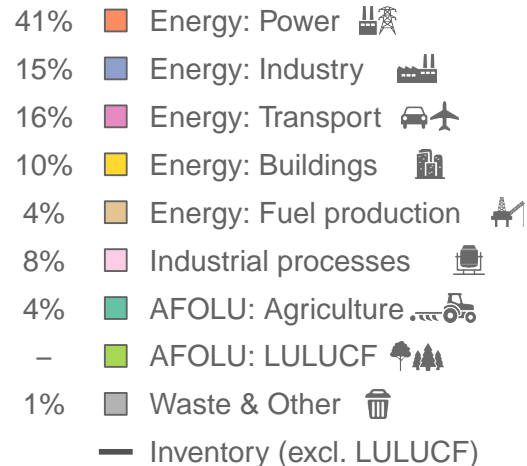 41% Energy: Power
15% Energy: Industry
16% Energy: Transport
10% Energy: Buildings
4% Energy: Fuel production
8% Industrial processes
4% AFOLU: Agriculture
– AFOLU: LULUCF
1% Waste & Other
Inventory (excl. LULUCF)